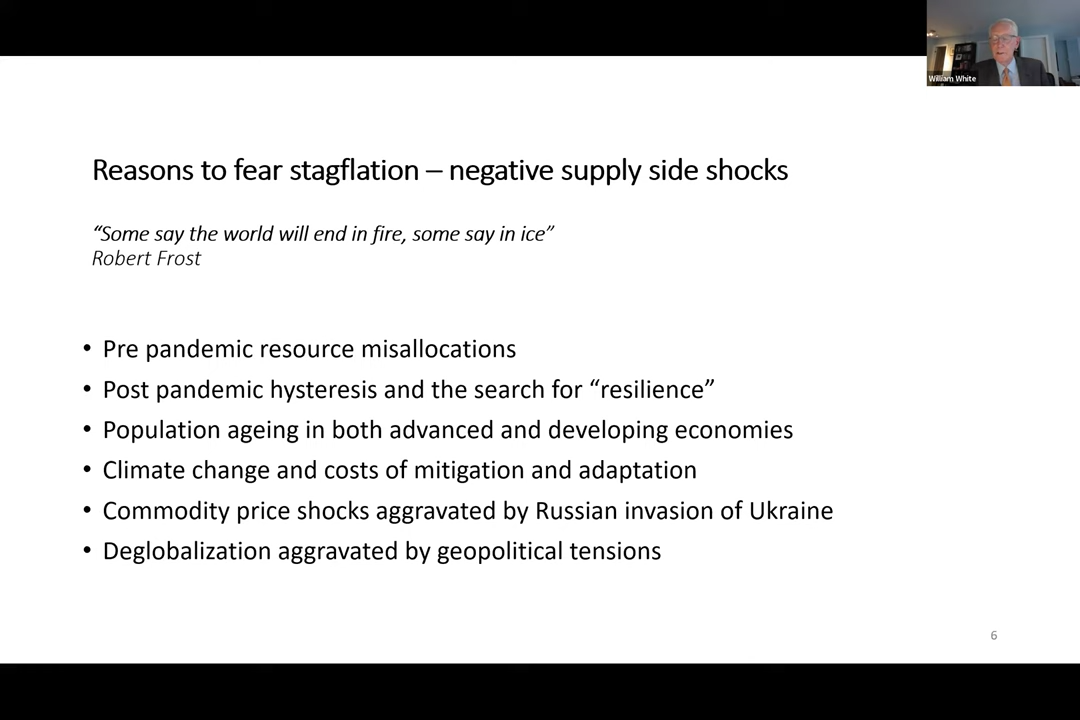 William White
Reasons to fear stagflation – negative supply side shocks
“Some say the world will end in fire, some say in ice”
Robert Frost
• Pre pandemic resource misallocations
• Post pandemic hysteresis and the search for “resilience”
• Population ageing in both advanced and developing economies
• Climate change and costs of mitigation and adaptation
• Commodity price shocks aggravated by Russian invasion of Ukraine
• Deglobalization aggravated by geopolitical tensions
6